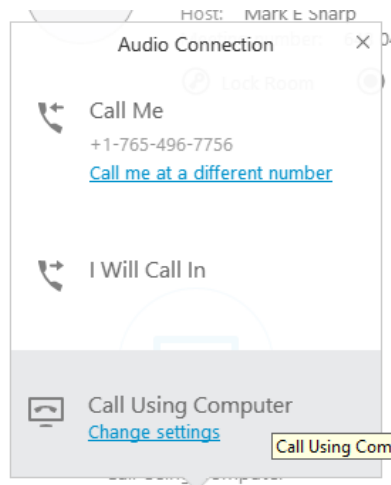 Host: Mark E Sharp
Audio Connection
Lock Room
Call Me
+1-765-496-7756
Call me at a different number
I Will Call In
Call Using Computer
Change settings
Call Using Com